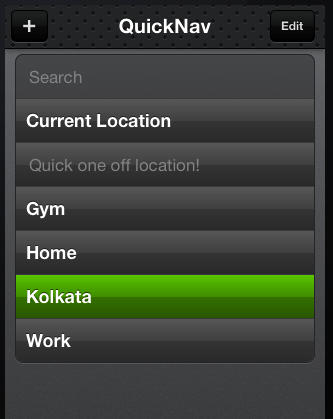 +
QuickNav
Edit
Search
Current Location
Quick one off location!
Gym
Home
Kolkata
Work